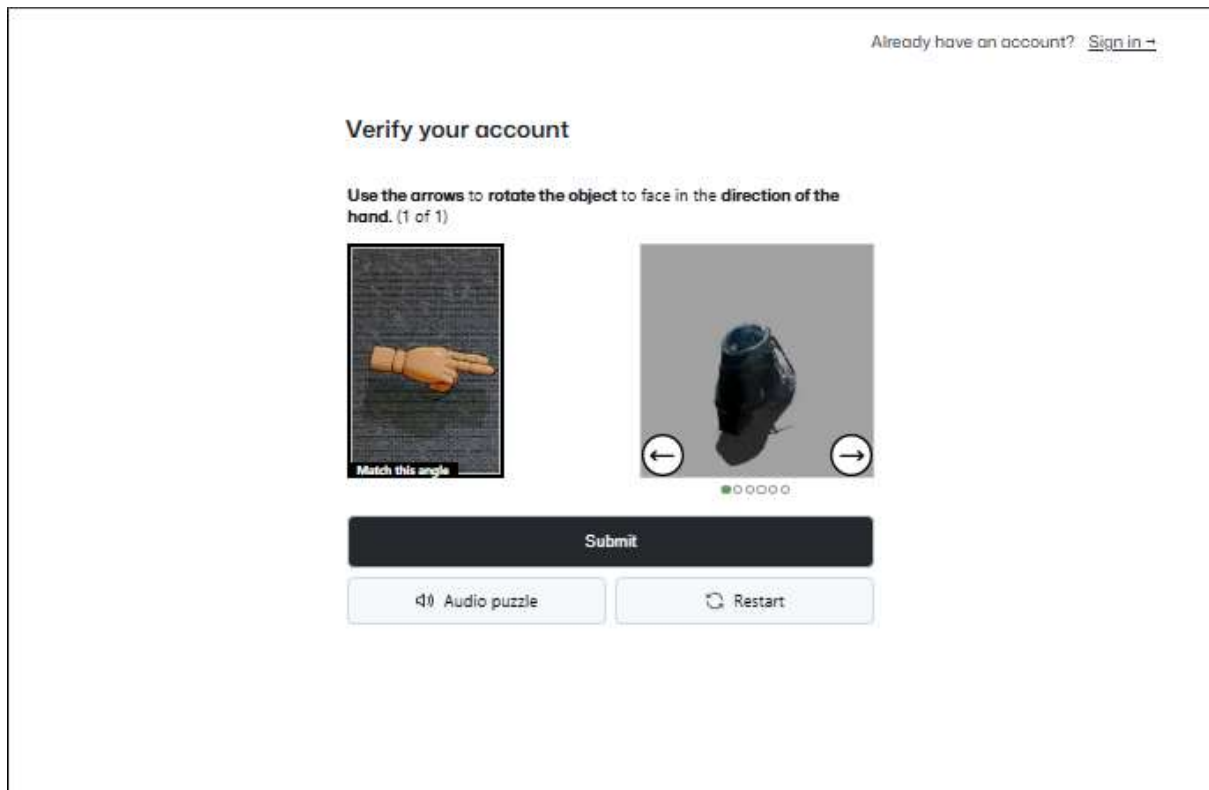 Already have an account? Sign in →
Verify your account
Use the arrows to rotate the object to face in the direction of the
hand. (1 of 1)
Match this angle
← →
Submit
Audio puzzle
Restart